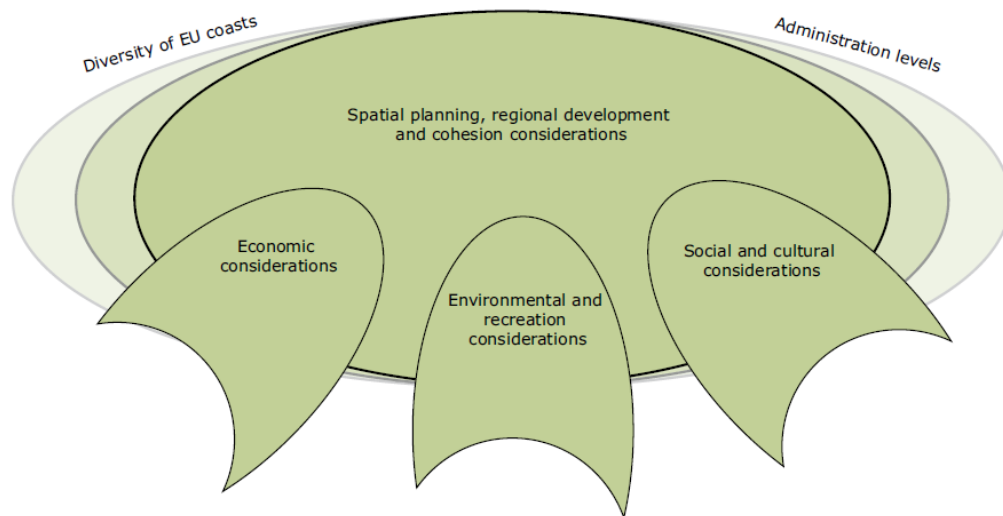 Diversity of EU coasts
Administration levels
Spatial planning, regional development
and cohesion considerations
Economic
considerations
Environmental and
recreation
considerations
Social and cultural
considerations